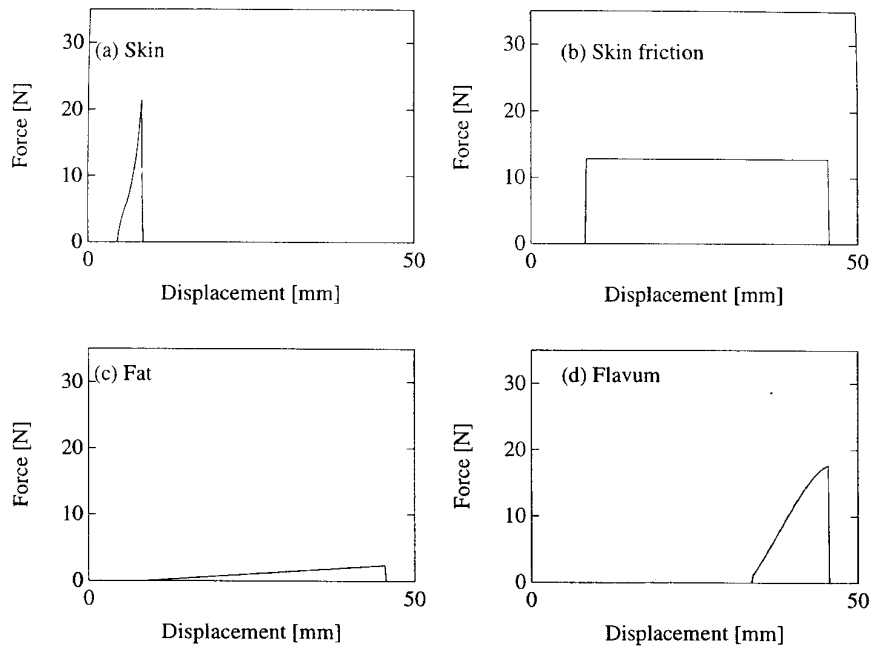 30
(a) Skin
20
Force [N]
10
0
0
50
Displacement [mm]
30
(b) Skin friction
20
Force [N]
10
0
0
50
Displacement [mm]
30
(c) Fat
20
Force [N]
10
0
0
50
Displacement [mm]
30
(d) Flavum
20
Force [N]
10
0
0
50
Displacement [mm]